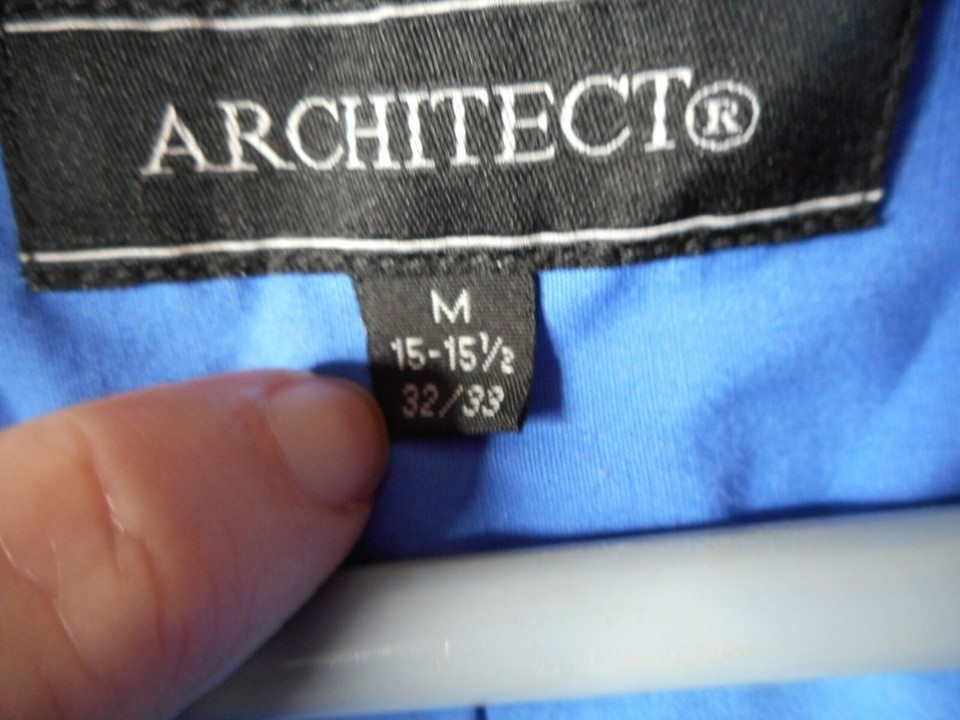 ARCHITECT®
M
15-15½
32/33